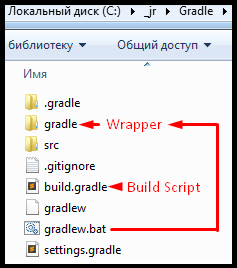 Локальный диск (C:) ▸ _jr ▸ Gradle ▸
библиотеку ▼ Общий доступ ▼
Имя
.gradle
gradle Wrapper
src
.gitignore
build.gradle Build Script
gradlew
gradlew.bat
settings.gradle